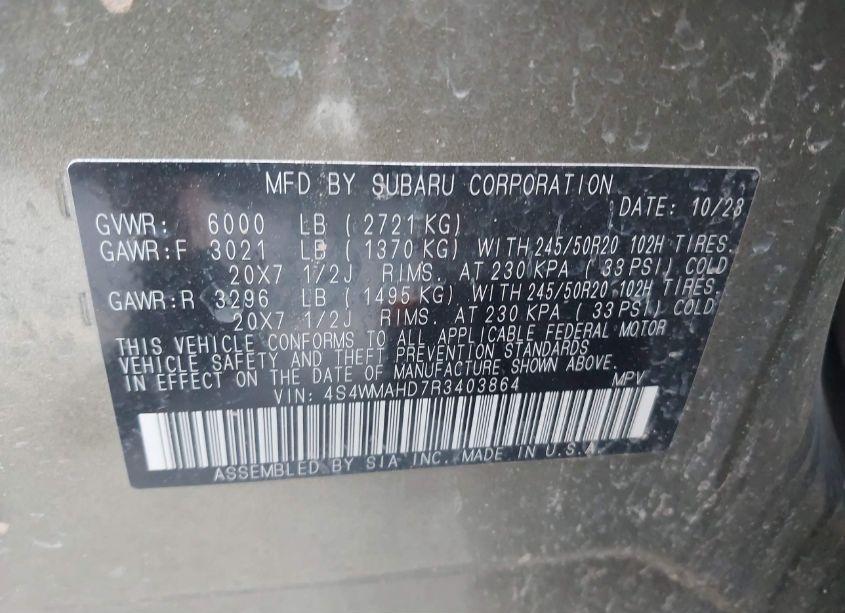 MFD BY SUBARU CORPORATION
DATE: 10/23
GVWR: 6000 LB ( 2721 KG)
GAWR:F 3021 LB ( 1370 KG) WITH 245/50R20 102H TIRES,
20X7 1/2J RIMS. AT 230 KPA ( 33 PSI) COLD
GAWR:R 3296 LB ( 1495 KG) WITH 245/50R20 102H TIRES,
20X7 1/2J RIMS. AT 230 KPA ( 33 PSI) COLD
THIS VEHICLE CONFORMS TO ALL APPLICABLE FEDERAL MOTOR
VEHICLE SAFETY AND THEFT PREVENTION STANDARDS
IN EFFECT ON THE DATE OF MANUFACTURE SHOWN ABOVE.
VIN: 4S4WMAHD7R3403864 MPV
ASSEMBLED BY SIA INC. MADE IN U.S.A.